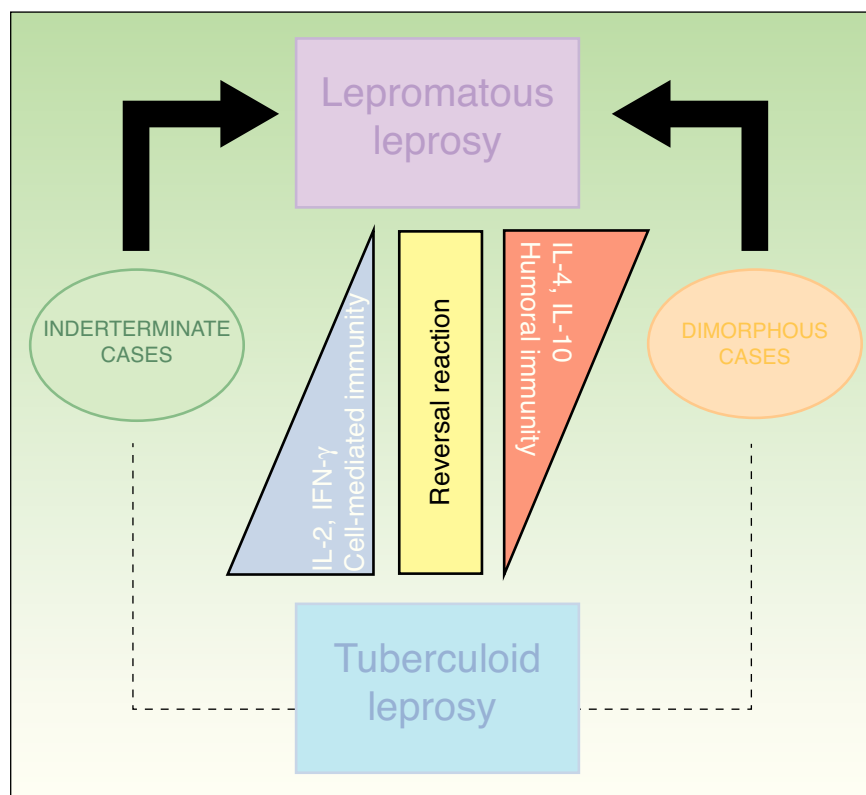 Lepromatous
leprosy
INDERTERMINATE
CASES
IL-2, IFN-γ
Cell-mediated immunity
Reversal reaction
IL-4, IL-10
Humoral immunity
DIMORPHOUS
CASES
Tuberculoid
leprosy